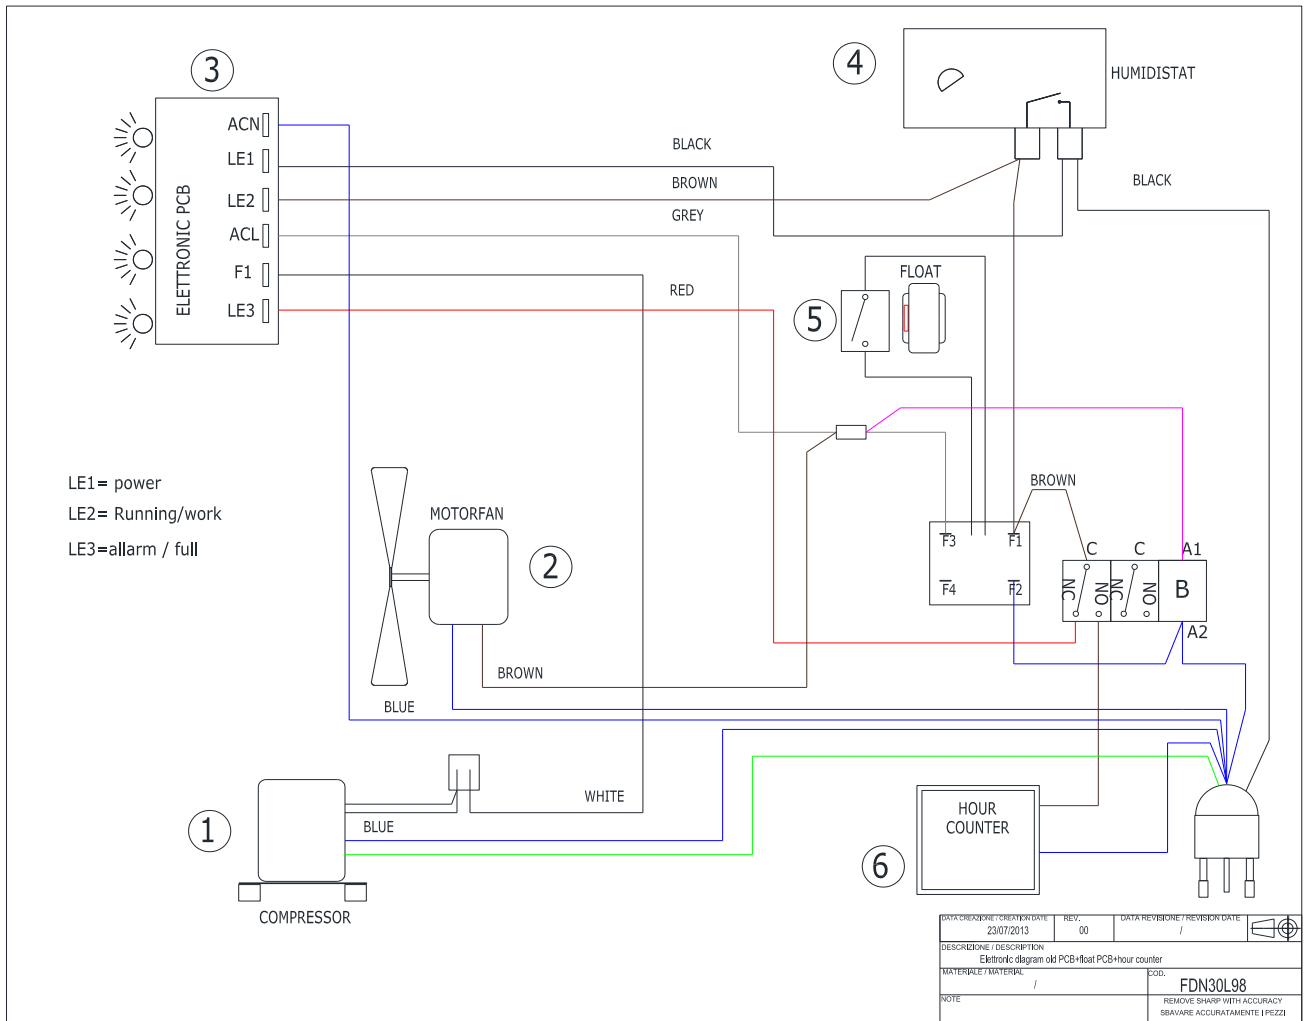 3
ELETTRONIC PCB
ACN
LE1
LE2
ACL
F1
LE3
BLACK
BROWN
GREY
RED
4
HUMIDISTAT
BLACK
5
FLOAT
LE1= power
LE2= Running/work
LE3=allarm / full
MOTORFAN
2
BROWN
BLUE
BROWN
F3
F1
F4
F2
C
C
A1
NC
NO
NC
NO
B
A2
1
BLUE
WHITE
COMPRESSOR
HOUR
COUNTER
6
DATA CREAZIONE / CREATION DATE
REV.
DATA REVISIONE / REVISION DATE
23/07/2013
00
/
DESCRIZIONE / DESCRIPTION
Elettronic diagram old PCB+float PCB+hour counter
MATERIALE / MATERIAL
/
COD.
FDN30L98
NOTE
REMOVE SHARP WITH ACCURACY
SBAVARE ACCURATAMENTE I PEZZI